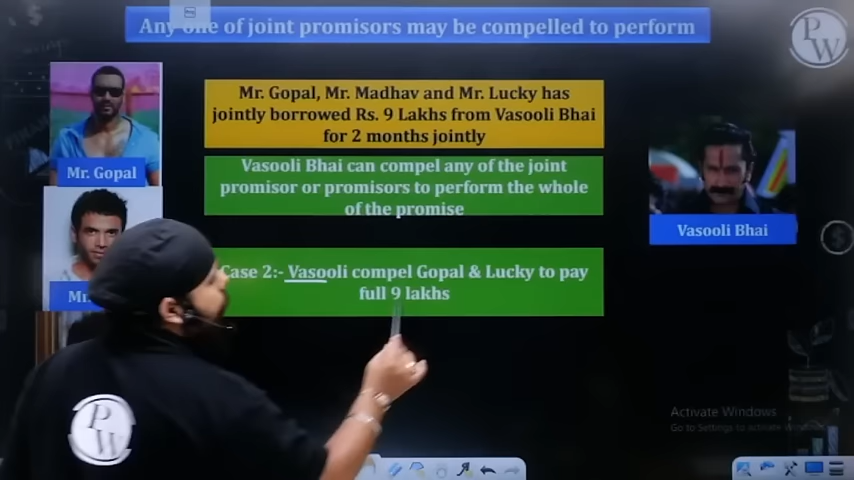 Any one of joint promisors may be compelled to perform
PW
Mr. Gopal, Mr. Madhav and Mr. Lucky has
jointly borrowed Rs. 9 Lakhs from Vasooli Bhai
for 2 months jointly
Mr. Gopal
Vasooli Bhai can compel any of the joint
promisor or promisors to perform the whole
of the promise
Vasooli Bhai
Case 2:- Vasooli compel Gopal & Lucky to pay
full 9 lakhs
Activate Windows
Go to Settings to activate Windows.
PW